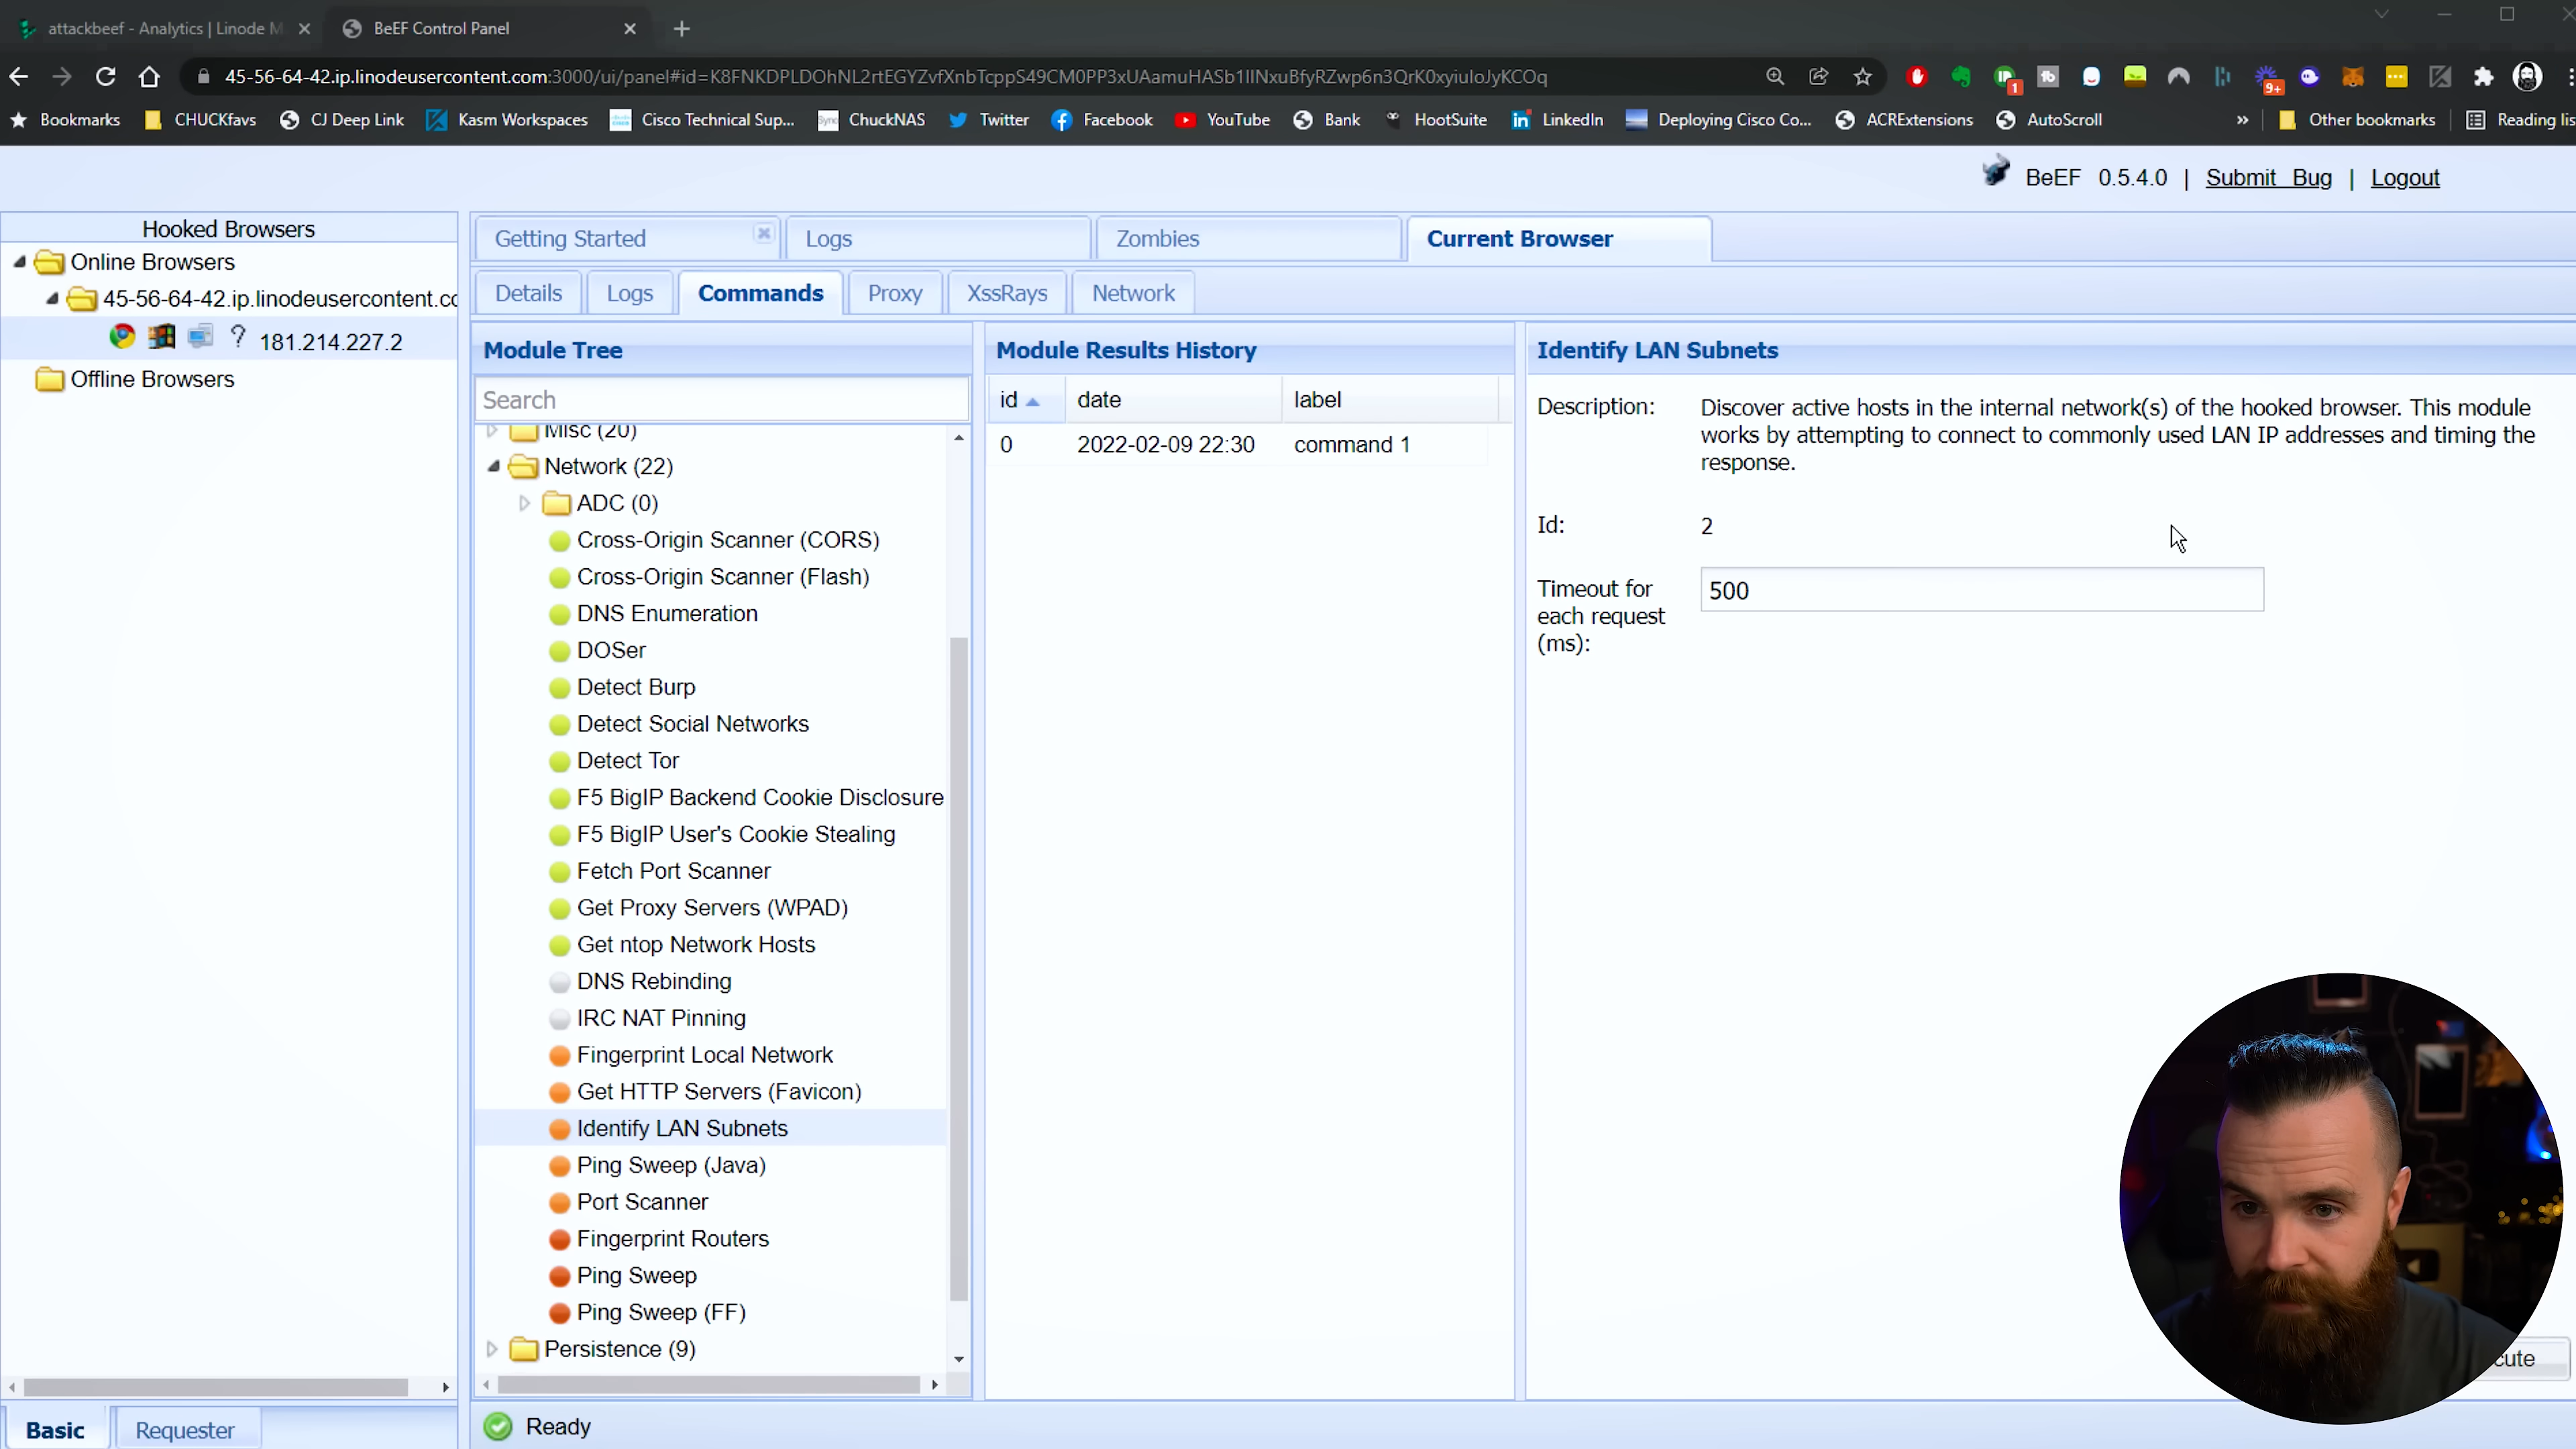 attackbeef - Analytics | Linode M
BeEF Control Panel
45-56-64-42.ip.linodeusercontent.com:3000/ui/panel#id=K8FNKDPLDOhNL2rtEGYZvfXnbTcppS49CM0PP3xUAamuHASb1IINxuBfyRZwp6n3QrK0xyiuIoJyKCOq
1
9+
Bookmarks
CHUCKfavs
CJ Deep Link
Kasm Workspaces
Cisco Technical Sup...
ChuckNAS
Twitter
Facebook
YouTube
Bank
HootSuite
LinkedIn
Deploying Cisco Co...
ACRExtensions
AutoScroll
»
Other bookmarks
Reading lis
BeEF 0.5.4.0 | Submit Bug | Logout
Hooked Browsers
Online Browsers
45-56-64-42.ip.linodeusercontent.co
? 181.214.227.2
Offline Browsers
Basic
Requester
Getting Started
Logs
Zombies
Current Browser
Details
Logs
Commands
Proxy
XssRays
Network
Module Tree
Search
Misc (20)
Network (22)
ADC (0)
Cross-Origin Scanner (CORS)
Cross-Origin Scanner (Flash)
DNS Enumeration
DOSer
Detect Burp
Detect Social Networks
Detect Tor
F5 BigIP Backend Cookie Disclosure
F5 BigIP User's Cookie Stealing
Fetch Port Scanner
Get Proxy Servers (WPAD)
Get ntop Network Hosts
DNS Rebinding
IRC NAT Pinning
Fingerprint Local Network
Get HTTP Servers (Favicon)
Identify LAN Subnets
Ping Sweep (Java)
Port Scanner
Fingerprint Routers
Ping Sweep
Ping Sweep (FF)
Persistence (9)
Module Results History
id
date
label
0
2022-02-09 22:30
command 1
Identify LAN Subnets
Description:
Discover active hosts in the internal network(s) of the hooked browser. This module
works by attempting to connect to commonly used LAN IP addresses and timing the
response.
Id:
2
Timeout for
each request
(ms):
500
cute
Ready